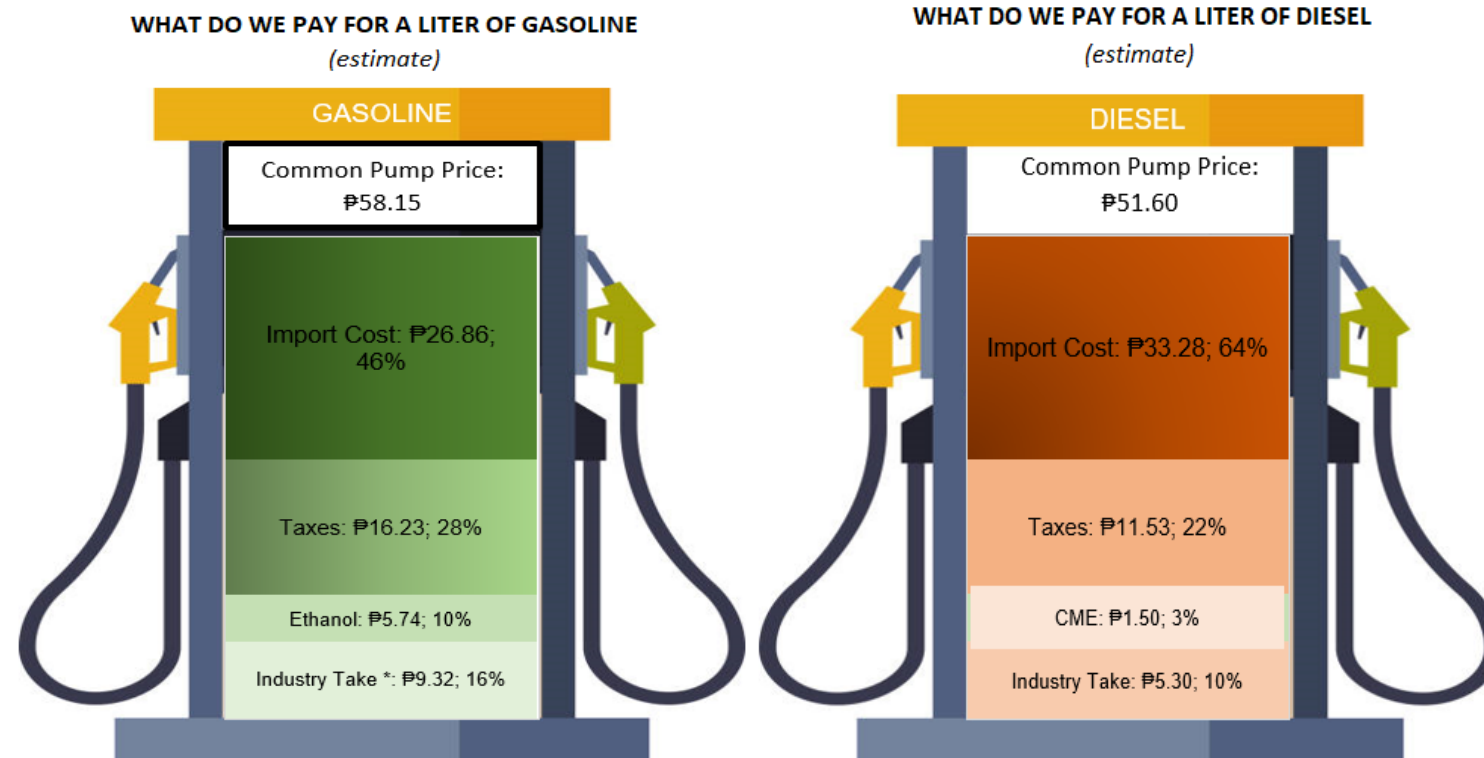 WHAT DO WE PAY FOR A LITER OF GASOLINE
(estimate)
GASOLINE
Common Pump Price:
₱58.15
Import Cost: ₱26.86;
46%
Taxes: ₱16.23; 28%
Ethanol: ₱5.74; 10%
Industry Take *: ₱9.32; 16%
WHAT DO WE PAY FOR A LITER OF DIESEL
(estimate)
DIESEL
Common Pump Price:
₱51.60
Import Cost: ₱33.28; 64%
Taxes: ₱11.53; 22%
CME: ₱1.50; 3%
Industry Take: ₱5.30; 10%